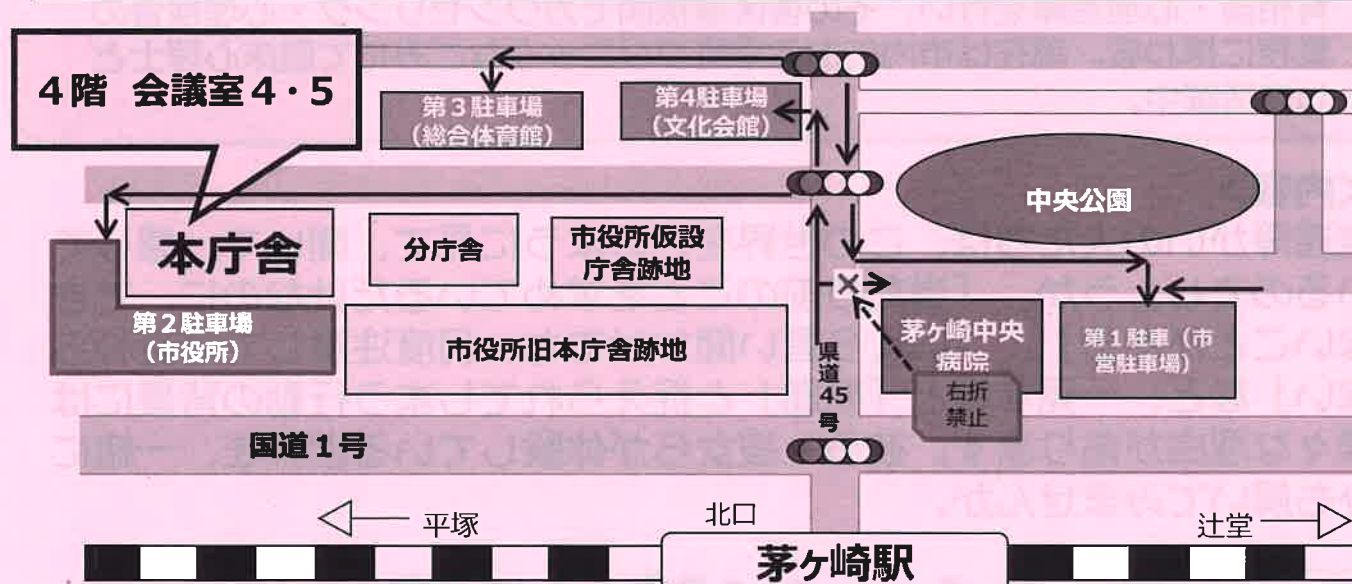 4階 会議室4・5
第3駐車場
（総合体育館）
第4駐車場
（文化会館）
中央公園
本庁舎
分庁舎
市役所仮設
庁舎跡地
第2駐車場
（市役所）
市役所旧本庁舎跡地
県道45号
茅ヶ崎中央
病院
第1駐車（市
営駐車場）
右折
禁止
国道1号
平塚
北口
辻堂
茅ヶ崎駅